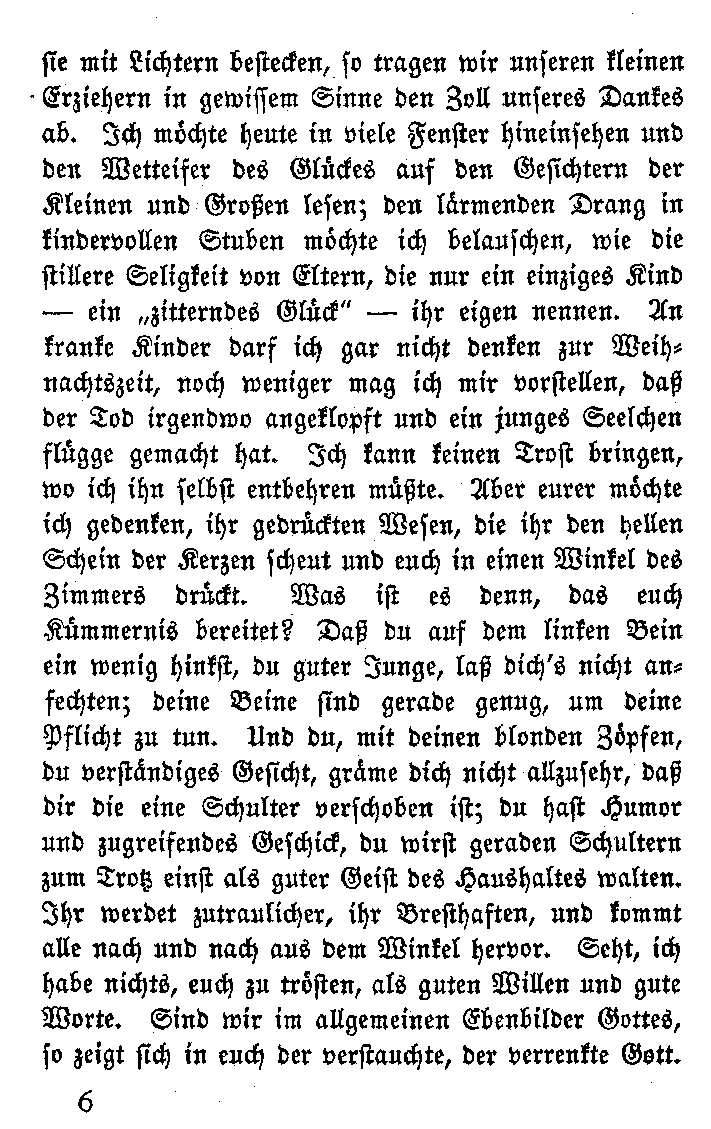 sie mit Lichtern bestecken, so tragen wir unseren kleinen
Erziehern in gewissem Sinne den Zoll unseres Dankes
ab. Ich möchte heute in viele Fenster hineinsehen und
den Wetteifer des Glückes auf den Gesichtern der
Kleinen und Großen lesen; den lärmenden Drang in
kindervollen Stuben möchte ich belauschen, wie die
stillere Seligkeit von Eltern, die nur ein einziges Kind
— ein „zitterndes Glück“ — ihr eigen nennen. An
kranke Kinder darf ich gar nicht denken zur Weih-
nachtszeit, noch weniger mag ich mir vorstellen, daß
der Tod irgendwo angeklopft und ein junges Seelchen
flügge gemacht hat. Ich kann keinen Trost bringen,
wo ich ihn selbst entbehren müßte. Aber eurer möchte
ich gedenken, ihr gedrückten Wesen, die ihr den hellen
Schein der Kerzen scheut und euch in einen Winkel des
Zimmers drückt. Was ist es denn, das euch
Kümmernis bereitet? Daß du auf dem linken Bein
ein wenig hinkst, du guter Junge, laß dich's nicht an-
fechten; deine Beine sind gerade genug, um deine
Pflicht zu tun. Und du, mit deinen blonden Zöpfen,
du verständiges Gesicht, gräme dich nicht allzusehr, daß
dir die eine Schulter verschoben ist; du hast Humor
und zugreifendes Geschick, du wirst geraden Schultern
zum Trotz einst als guter Geist des Haushaltes walten.
Ihr werdet zutraulicher, ihr Bresthaften, und kommt
alle nach und nach aus dem Winkel hervor. Seht, ich
habe nichts, euch zu trösten, als guten Willen und gute
Worte. Sind wir im allgemeinen Ebenbilder Gottes,
so zeigt sich in euch der verstauchte, der verrenkte Gott.
6